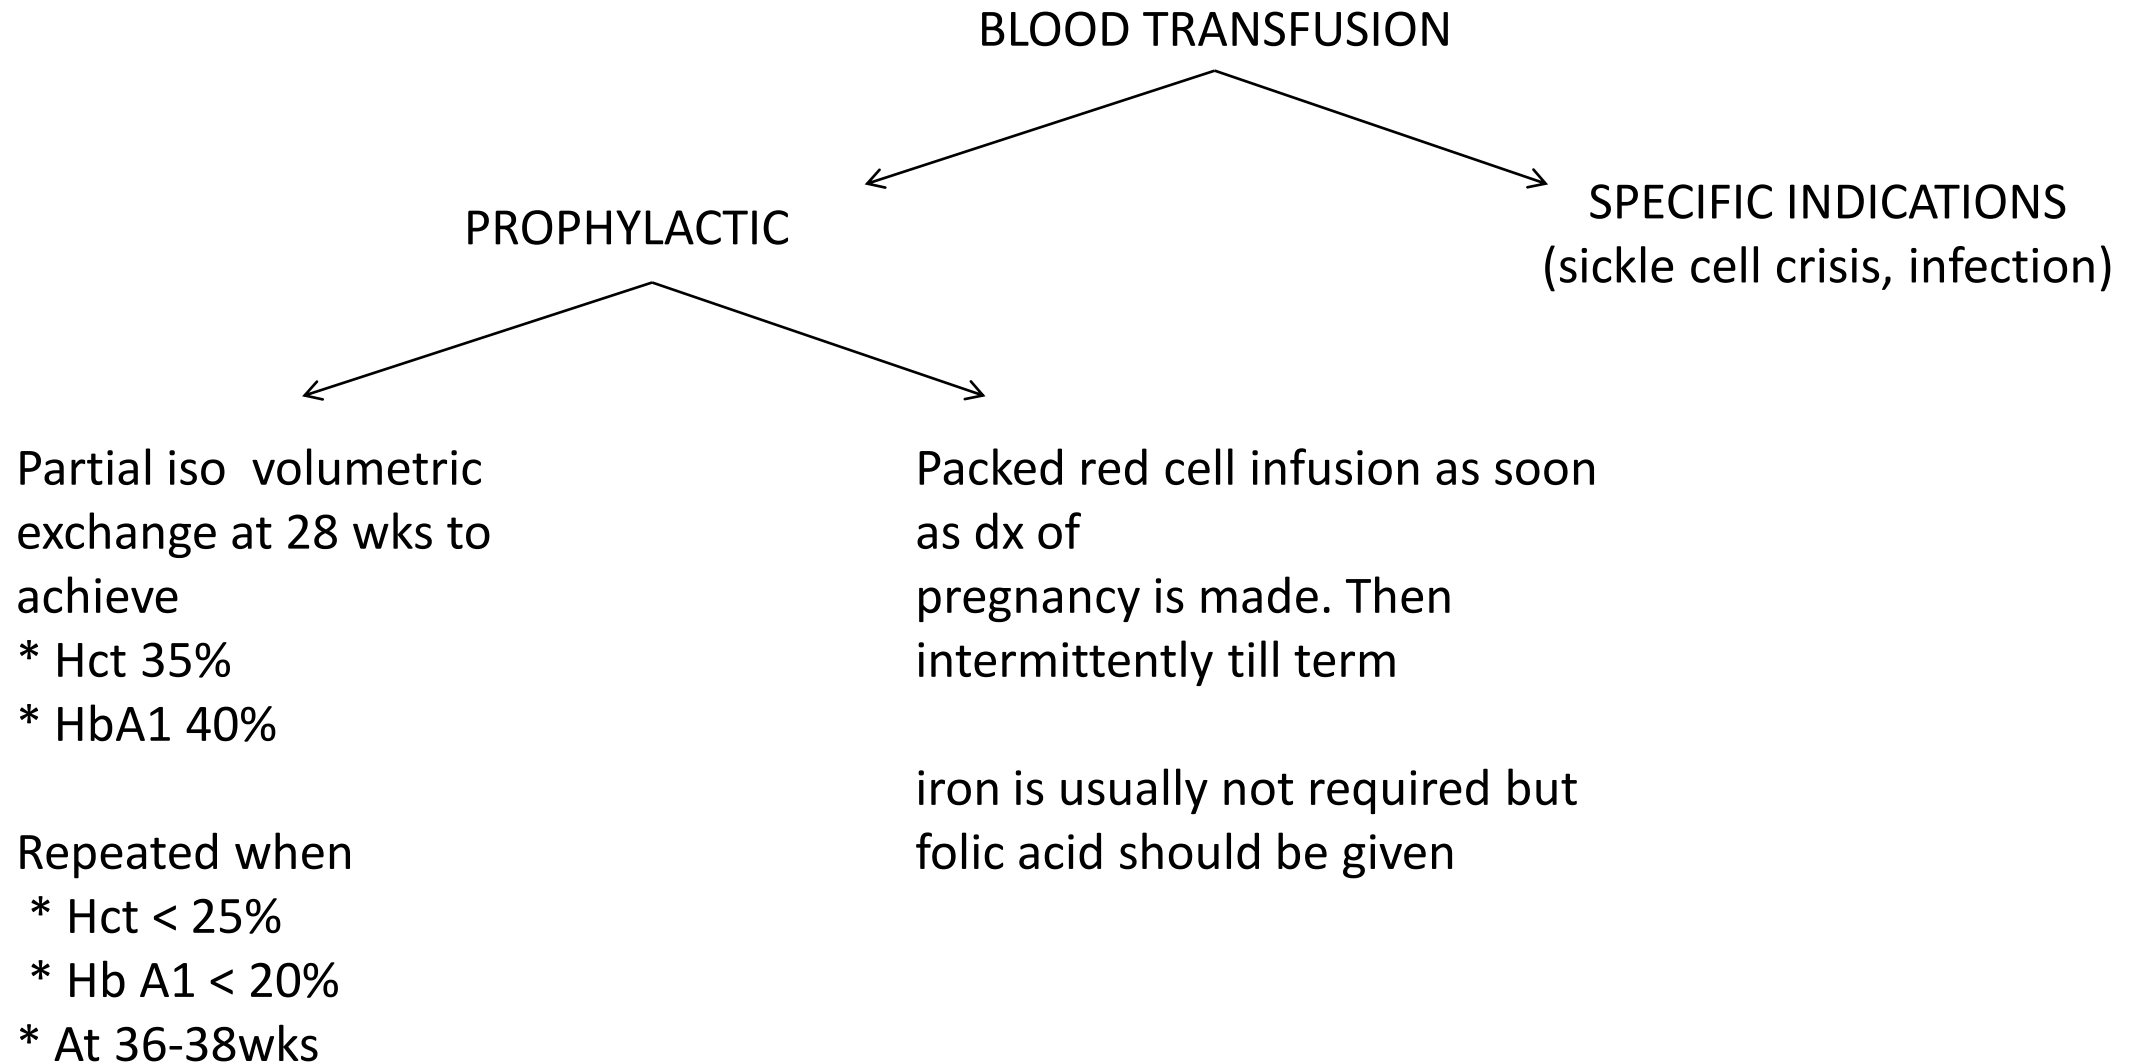 BLOOD TRANSFUSION
PROPHYLACTIC
SPECIFIC INDICATIONS
(sickle cell crisis, infection)
Partial iso  volumetric
exchange at 28 wks to
achieve
* Hct 35%
* HbA1 40%
Repeated when
* Hct < 25%
* Hb A1 < 20%
* At 36-38wks
Packed red cell infusion as soon
as dx of
pregnancy is made. Then
intermittently till term
iron is usually not required but
folic acid should be given